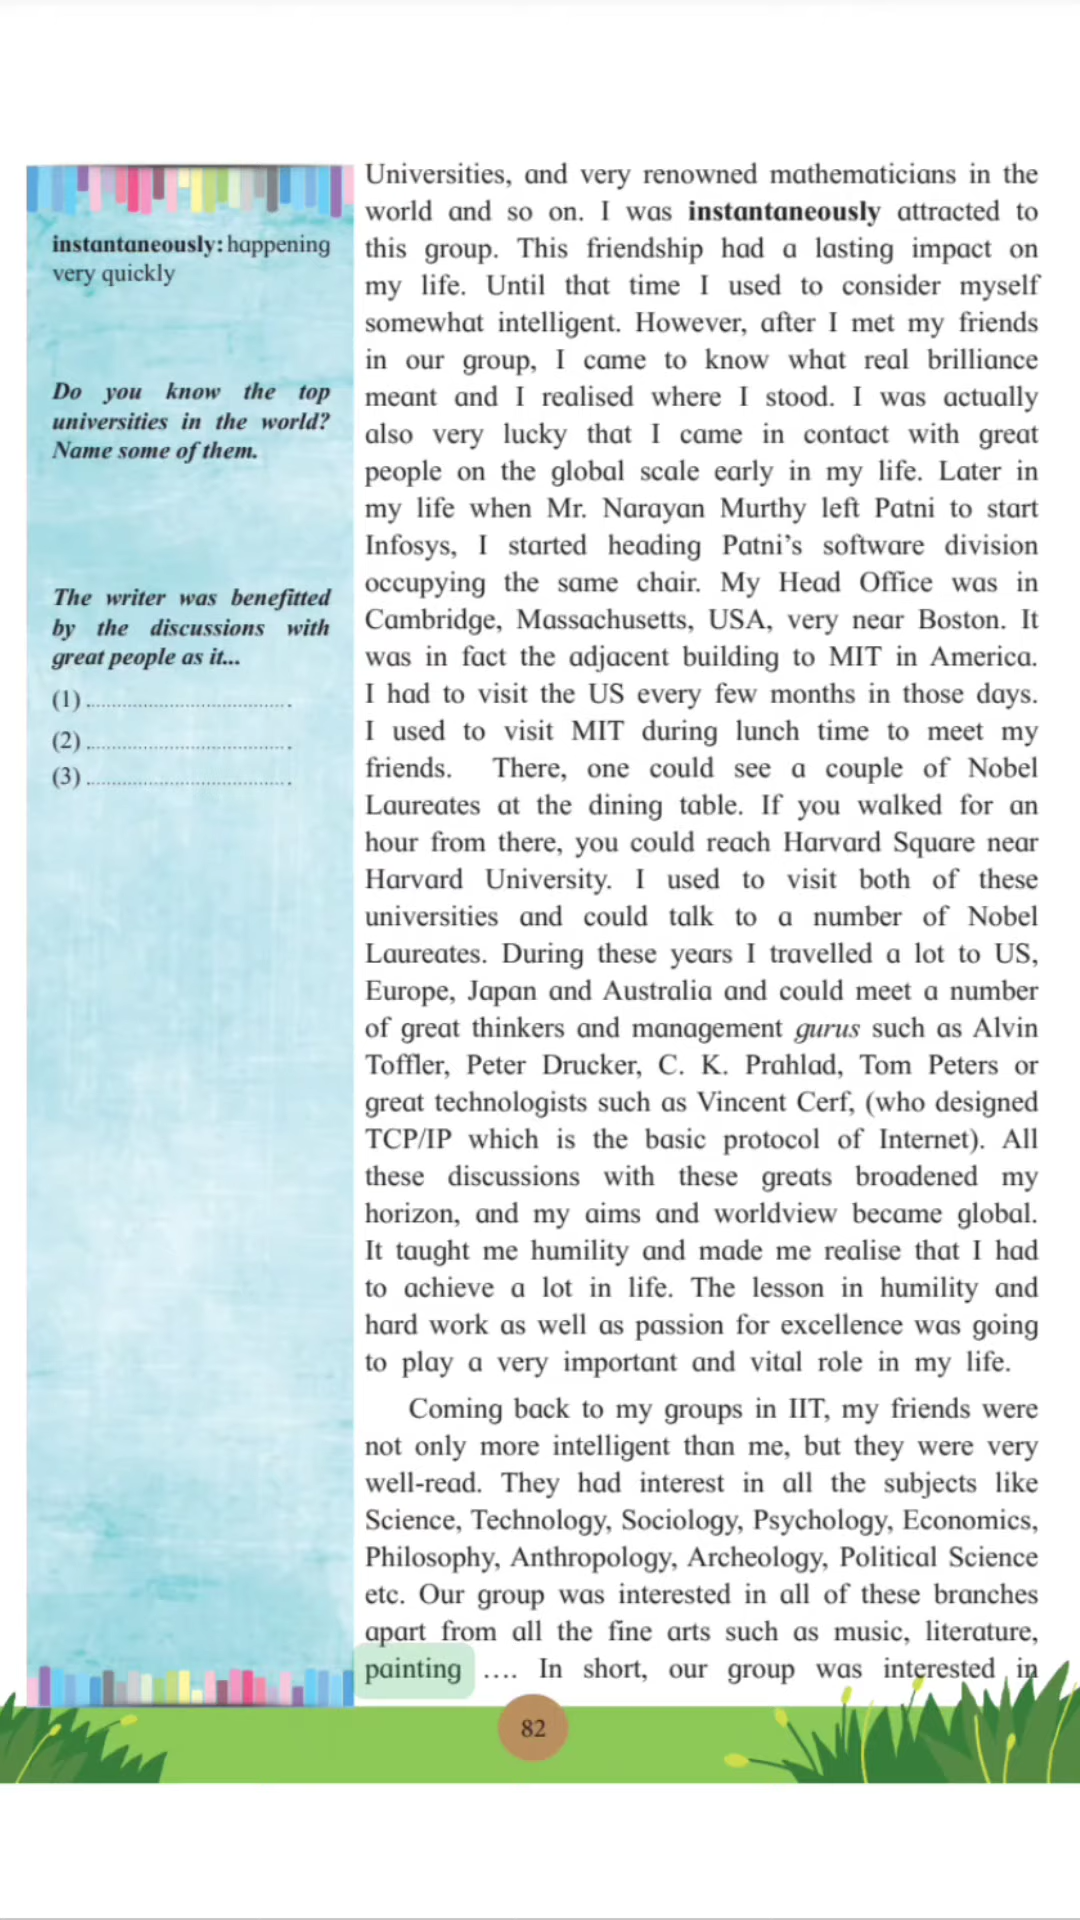 instantaneously: happening
very quickly
Do you know the top
universities in the world?
Name some of them.
The writer was benefitted
by the discussions with
great people as it...
(1) .................................. .
(2) .................................. .
(3) .................................. .
Universities, and very renowned mathematicians in the
world and so on. I was instantaneously attracted to
this group. This friendship had a lasting impact on
my life. Until that time I used to consider myself
somewhat intelligent. However, after I met my friends
in our group, I came to know what real brilliance
meant and I realised where I stood. I was actually
also very lucky that I came in contact with great
people on the global scale early in my life. Later in
my life when Mr. Narayan Murthy left Patni to start
Infosys, I started heading Patni's software division
occupying the same chair. My Head Office was in
Cambridge, Massachusetts, USA, very near Boston. It
was in fact the adjacent building to MIT in America.
I had to visit the US every few months in those days.
I used to visit MIT during lunch time to meet my
friends. There, one could see a couple of Nobel
Laureates at the dining table. If you walked for an
hour from there, you could reach Harvard Square near
Harvard University. I used to visit both of these
universities and could talk to a number of Nobel
Laureates. During these years I travelled a lot to US,
Europe, Japan and Australia and could meet a number
of great thinkers and management gurus such as Alvin
Toffler, Peter Drucker, C. K. Prahlad, Tom Peters or
great technologists such as Vincent Cerf, (who designed
TCP/IP which is the basic protocol of Internet). All
these discussions with these greats broadened my
horizon, and my aims and worldview became global.
It taught me humility and made me realise that I had
to achieve a lot in life. The lesson in humility and
hard work as well as passion for excellence was going
to play a very important and vital role in my life.
Coming back to my groups in IIT, my friends were
not only more intelligent than me, but they were very
well-read. They had interest in all the subjects like
Science, Technology, Sociology, Psychology, Economics,
Philosophy, Anthropology, Archeology, Political Science
etc. Our group was interested in all of these branches
apart from all the fine arts such as music, literature,
painting .... In short, our group was interested in
82